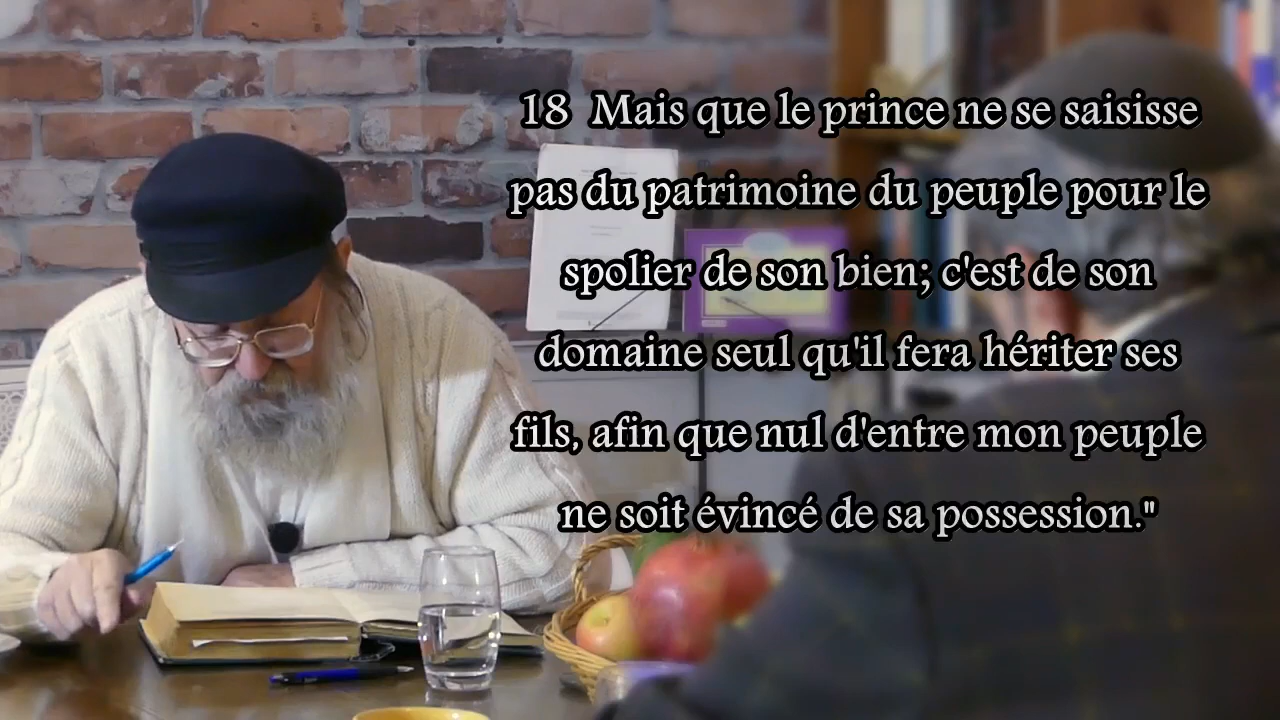 18  Mais que le prince ne se saisisse
pas du patrimoine du peuple pour le
spolier de son bien; c'est de son
domaine seul qu'il fera hériter ses
fils, afin que nul d'entre mon peuple
ne soit évincé de sa possession."